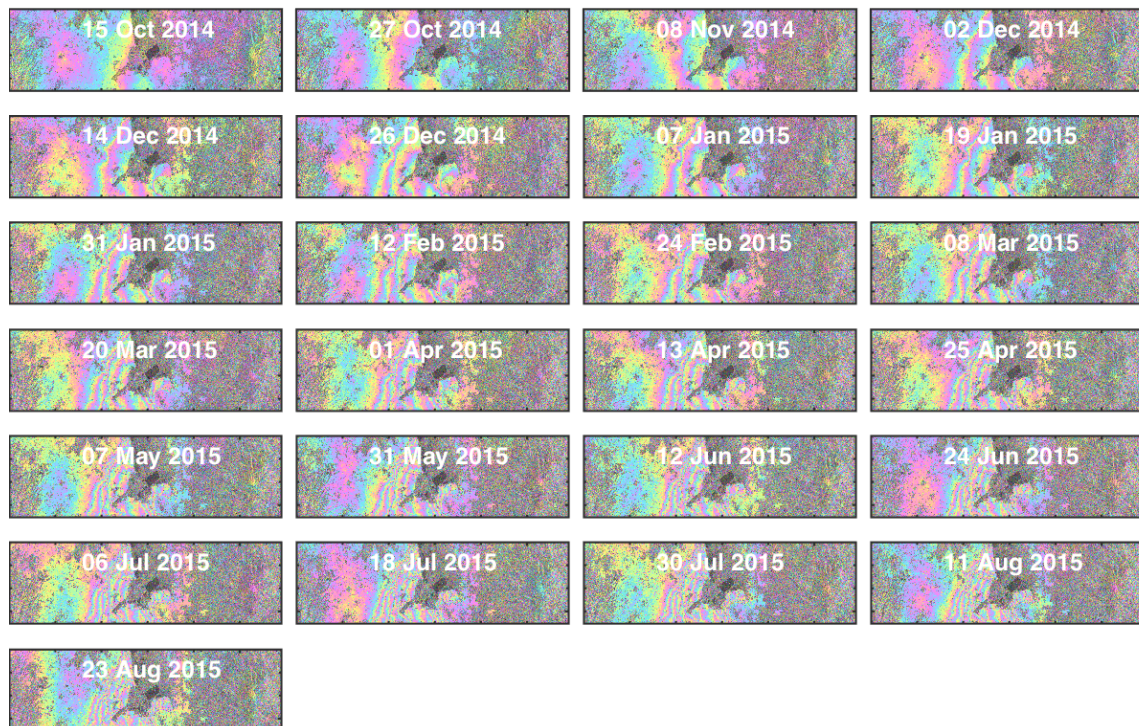 15 Oct 2014
27 Oct 2014
08 Nov 2014
02 Dec 2014
14 Dec 2014
26 Dec 2014
07 Jan 2015
19 Jan 2015
31 Jan 2015
12 Feb 2015
24 Feb 2015
08 Mar 2015
20 Mar 2015
01 Apr 2015
13 Apr 2015
25 Apr 2015
07 May 2015
31 May 2015
12 Jun 2015
24 Jun 2015
06 Jul 2015
18 Jul 2015
30 Jul 2015
11 Aug 2015
23 Aug 2015